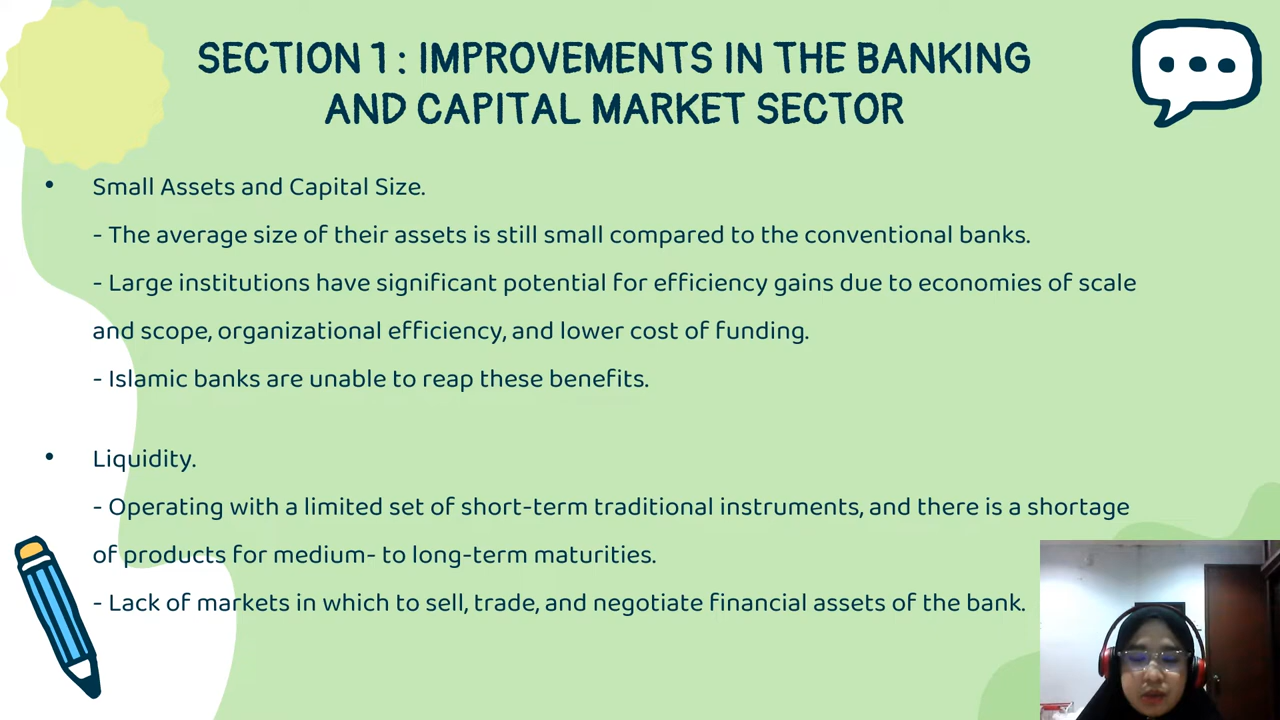 SECTION 1 : IMPROVEMENTS IN THE BANKING
AND CAPITAL MARKET SECTOR
• Small Assets and Capital Size.
- The average size of their assets is still small compared to the conventional banks.
- Large institutions have significant potential for efficiency gains due to economies of scale
and scope, organizational efficiency, and lower cost of funding.
- Islamic banks are unable to reap these benefits.
• Liquidity.
- Operating with a limited set of short-term traditional instruments, and there is a shortage
of products for medium- to long-term maturities.
- Lack of markets in which to sell, trade, and negotiate financial assets of the bank.